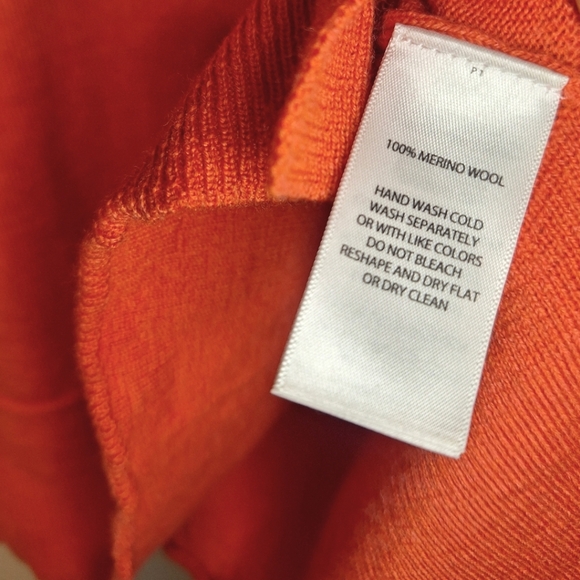 P1
100% MERINO WOOL
HAND WASH COLD
WASH SEPARATELY
OR WITH LIKE COLORS
DO NOT BLEACH
RESHAPE AND DRY FLAT
OR DRY CLEAN